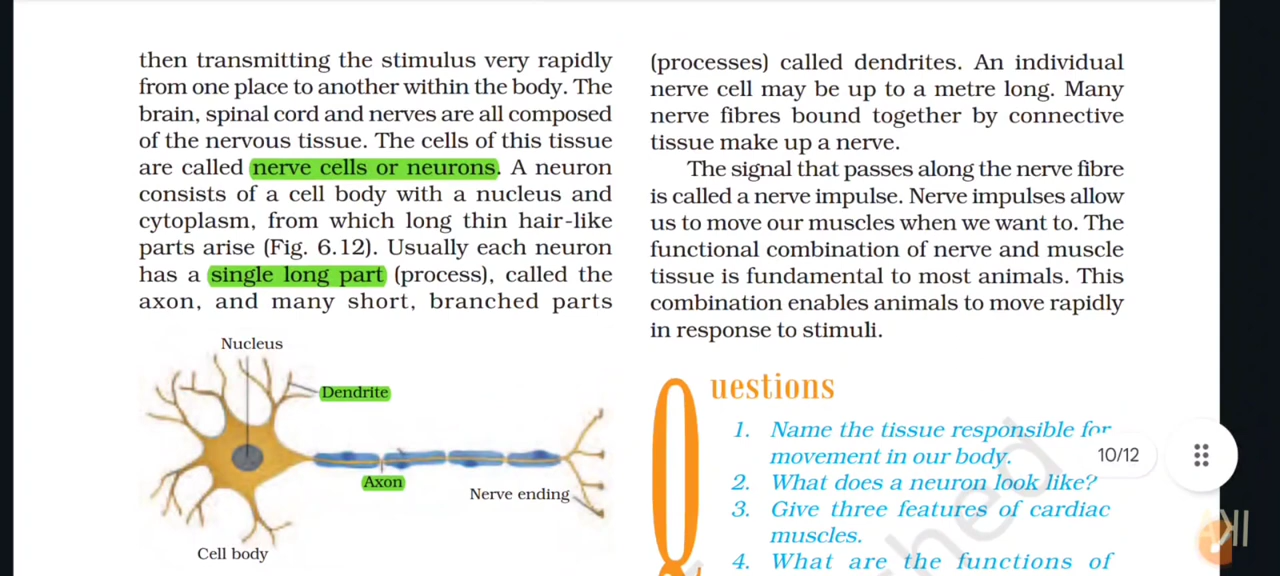 then transmitting the stimulus very rapidly
from one place to another within the body. The
brain, spinal cord and nerves are all composed
of the nervous tissue. The cells of this tissue
are called nerve cells or neurons. A neuron
consists of a cell body with a nucleus and
cytoplasm, from which long thin hair-like
parts arise (Fig. 6.12). Usually each neuron
has a single long part (process), called the
axon, and many short, branched parts
Nucleus
Dendrite
Axon
Nerve ending
Cell body
(processes) called dendrites. An individual
nerve cell may be up to a metre long. Many
nerve fibres bound together by connective
tissue make up a nerve.
The signal that passes along the nerve fibre
is called a nerve impulse. Nerve impulses allow
us to move our muscles when we want to. The
functional combination of nerve and muscle
tissue is fundamental to most animals. This
combination enables animals to move rapidly
in response to stimuli.
Questions
1. Name the tissue responsible for
movement in our body.
2. What does a neuron look like?
3. Give three features of cardiac
muscles.
4. What are the functions of
10/12